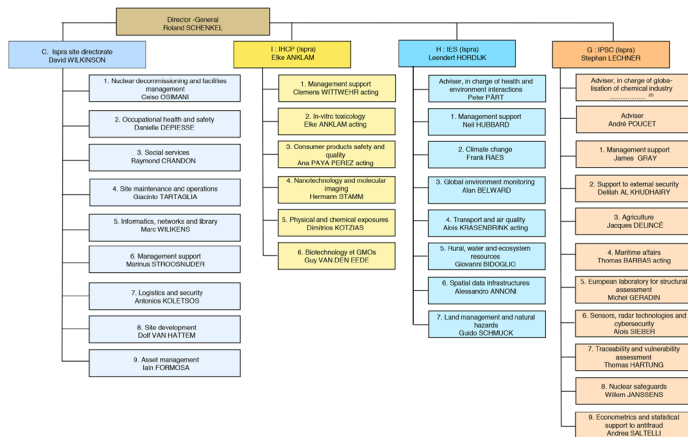 Director -General
Roland SCHENKEL
C. Ispra site directorate
David WILKINSON
1. Nuclear decommissioning and facilities
management
Celso OSIMANI
2. Occupational health and safety
Danielle DEPIESSE
3. Social services
Raymond CRANDON
4. Site maintenance and operations
Giacinto TARTAGLIA
5. Informatics, networks and library
Marc WILIKENS
6. Management support
Marinus STROOSNIJDER
7. Logistics and security
Antonios KOLETSOS
8. Site development
Dolf VAN HATTEM
9. Asset management
Iain FORMOSA
I : IHCP (Ispra)
Elke ANKLAM
1. Management support
Clemens WITTWEHR acting
2. In-vitro toxicology
Elke ANKLAM acting
3. Consumer products safety and
quality
Ana PAYA PEREZ acting
4. Nanotechnology and molecular
imaging
Hermann STAMM
5. Physical and chemical exposures
Dimitrios KOTZIAS
6. Biotechnology et GMOs
Guy VAN DEN EEDE
H : IES (Ispra)
Leendert HORDIJK
Adviser, in charge of health and
environment interactions
Peter PÄRT
1. Management support
Neil HUBBARD
2. Climate change
Frank RAES
3. Global environment monitoring
Alan BELWARD
4. Transport and air quality
Alois KRASENBRINK acting
5. Rural, water and ecosystem
resources
Giovanni BIDOGLIO
6. Spatial data infrastructures
Alessandro ANNONI
7. Land management and natural
hazards
Guido SCHMUCK
G : IPSC (Ispra)
Stephan LECHNER
Adviser, in charge of globa-
lisation of chemical industry
Adviser
André POUCET
1. Management support
James GRAY
2. Support to external security
Delilah AL KHUDHAIRY
3. Agriculture
Jacques DELINCÉ
4. Maritime affairs
Thomas BARBAS acting
5. European laboratory for structural
assessment
Michel GERADIN
6. Sensors, radar technologies and
cybersecurity
Alois SIEBER
7. Traceability and vulnerability
assessment
Thomas HARTUNG
8. Nuclear safeguards
Willem JANSSENS
9. Econometrics and statistical
support to antifraud
Andrea SALTELLI